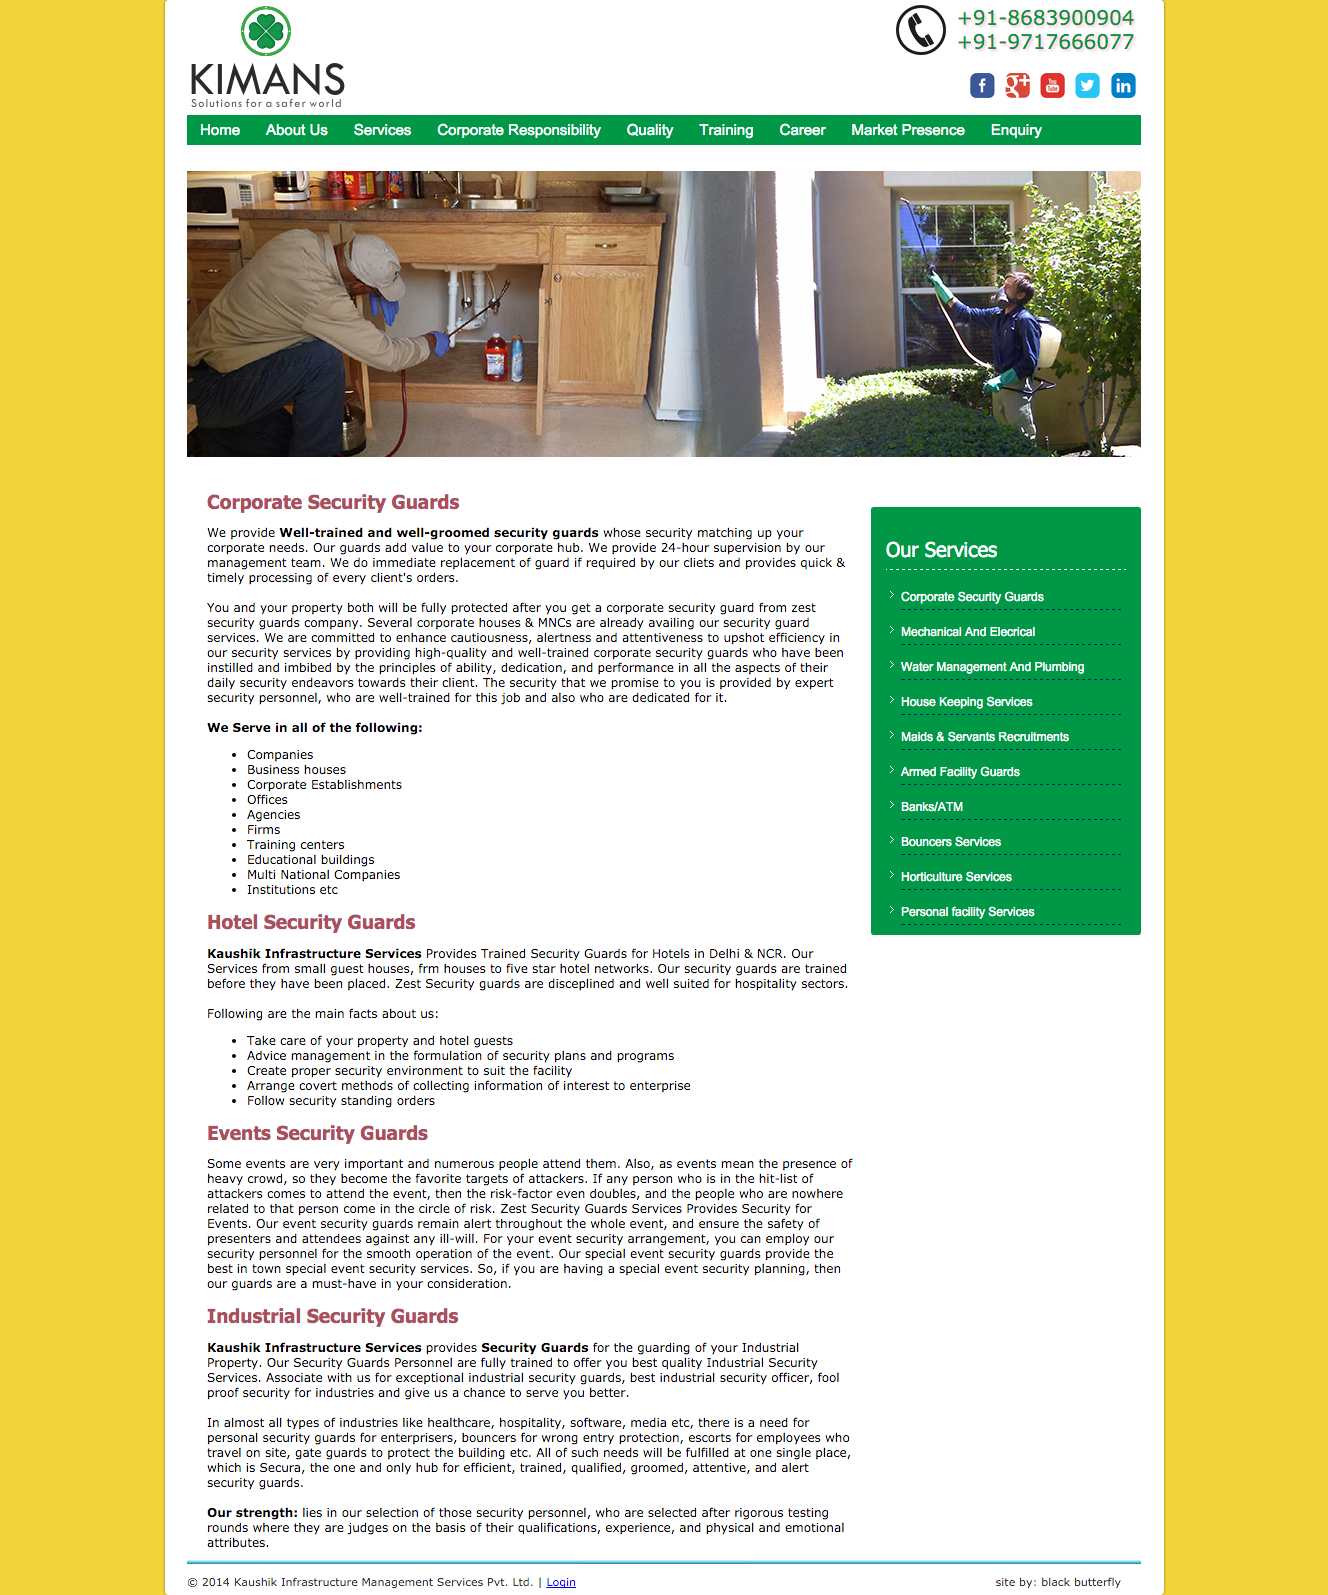 KIMANS
Solutions for a safer world
+91-8683900904
+91-9717666077
Home About Us Services Corporate Responsibility Quality Training Career Market Presence Enquiry
Corporate Security Guards
We provide Well-trained and well-groomed security guards whose security matching up your
corporate needs. Our guards add value to your corporate hub. We provide 24-hour supervision by our
management team. We do immediate replacement of guard if required by our cliets and provides quick &
timely processing of every client's orders.
You and your property both will be fully protected after you get a corporate security guard from zest
security guards company. Several corporate houses & MNCs are already availing our security guard
services. We are committed to enhance cautiousness, alertness and attentiveness to upshot efficiency in
our security services by providing high-quality and well-trained corporate security guards who have been
instilled and imbibed by the principles of ability, dedication, and performance in all the aspects of their
daily security endeavors towards their client. The security that we promise to you is provided by expert
security personnel, who are well-trained for this job and also who are dedicated for it.
We Serve in all of the following:
• Companies
• Business houses
• Corporate Establishments
• Offices
• Agencies
• Firms
• Training centers
• Educational buildings
• Multi National Companies
• Institutions etc
Hotel Security Guards
Kaushik Infrastructure Services Provides Trained Security Guards for Hotels in Delhi & NCR. Our
Services from small guest houses, frm houses to five star hotel networks. Our security guards are trained
before they have been placed. Zest Security guards are disceplined and well suited for hospitality sectors.
Following are the main facts about us:
• Take care of your property and hotel guests
• Advice management in the formulation of security plans and programs
• Create proper security environment to suit the facility
• Arrange covert methods of collecting information of interest to enterprise
• Follow security standing orders
Events Security Guards
Some events are very important and numerous people attend them. Also, as events mean the presence of
heavy crowd, so they become the favorite targets of attackers. If any person who is in the hit-list of
attackers comes to attend the event, then the risk-factor even doubles, and the people who are nowhere
related to that person come in the circle of risk. Zest Security Guards Services Provides Security for
Events. Our event security guards remain alert throughout the whole event, and ensure the safety of
presenters and attendees against any ill-will. For your event security arrangement, you can employ our
security personnel for the smooth operation of the event. Our special event security guards provide the
best in town special event security services. So, if you are having a special event security planning, then
our guards are a must-have in your consideration.
Industrial Security Guards
Kaushik Infrastructure Services provides Security Guards for the guarding of your Industrial
Property. Our Security Guards Personnel are fully trained to offer you best quality Industrial Security
Services. Associate with us for exceptional industrial security guards, best industrial security officer, fool
proof security for industries and give us a chance to serve you better.
In almost all types of industries like healthcare, hospitality, software, media etc, there is a need for
personal security guards for enterprisers, bouncers for wrong entry protection, escorts for employees who
travel on site, gate guards to protect the building etc. All of such needs will be fulfilled at one single place,
which is Secura, the one and only hub for efficient, trained, qualified, groomed, attentive, and alert
security guards.
Our strength: lies in our selection of those security personnel, who are selected after rigorous testing
rounds where they are judges on the basis of their qualifications, experience, and physical and emotional
attributes.
Our Services
Corporate Security Guards
Mechanical And Elecrical
Water Management And Plumbing
House Keeping Services
Maids & Servants Recruitments
Armed Facility Guards
Banks/ATM
Bouncers Services
Horticulture Services
Personal facility Services
© 2014 Kaushik Infrastructure Management Services Pvt. Ltd. | Login
site by: black butterfly